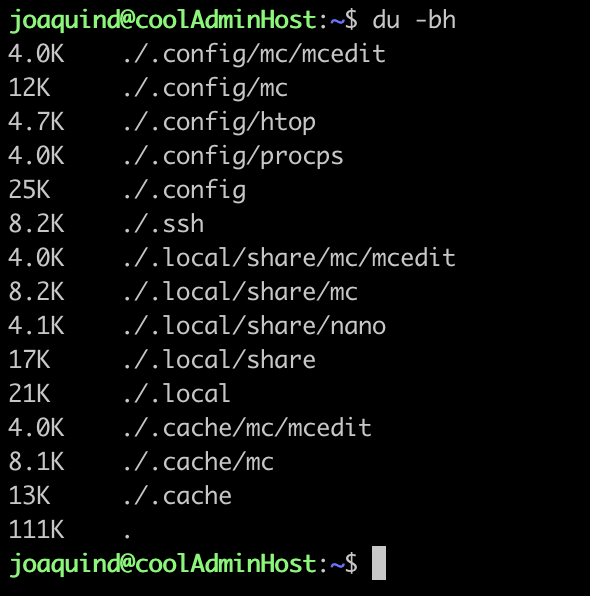 joaquind@coolAdminHost:~$ du -bh
4.0K    ./.config/mc/mcedit
12K     ./.config/mc
4.7K    ./.config/htop
4.0K    ./.config/procps
25K     ./.config
8.2K    ./.ssh
4.0K    ./.local/share/mc/mcedit
8.2K    ./.local/share/mc
4.1K    ./.local/share/nano
17K     ./.local/share
21K     ./.local
4.0K    ./.cache/mc/mcedit
8.1K    ./.cache/mc
13K     ./.cache
111K    .
joaquind@coolAdminHost:~$